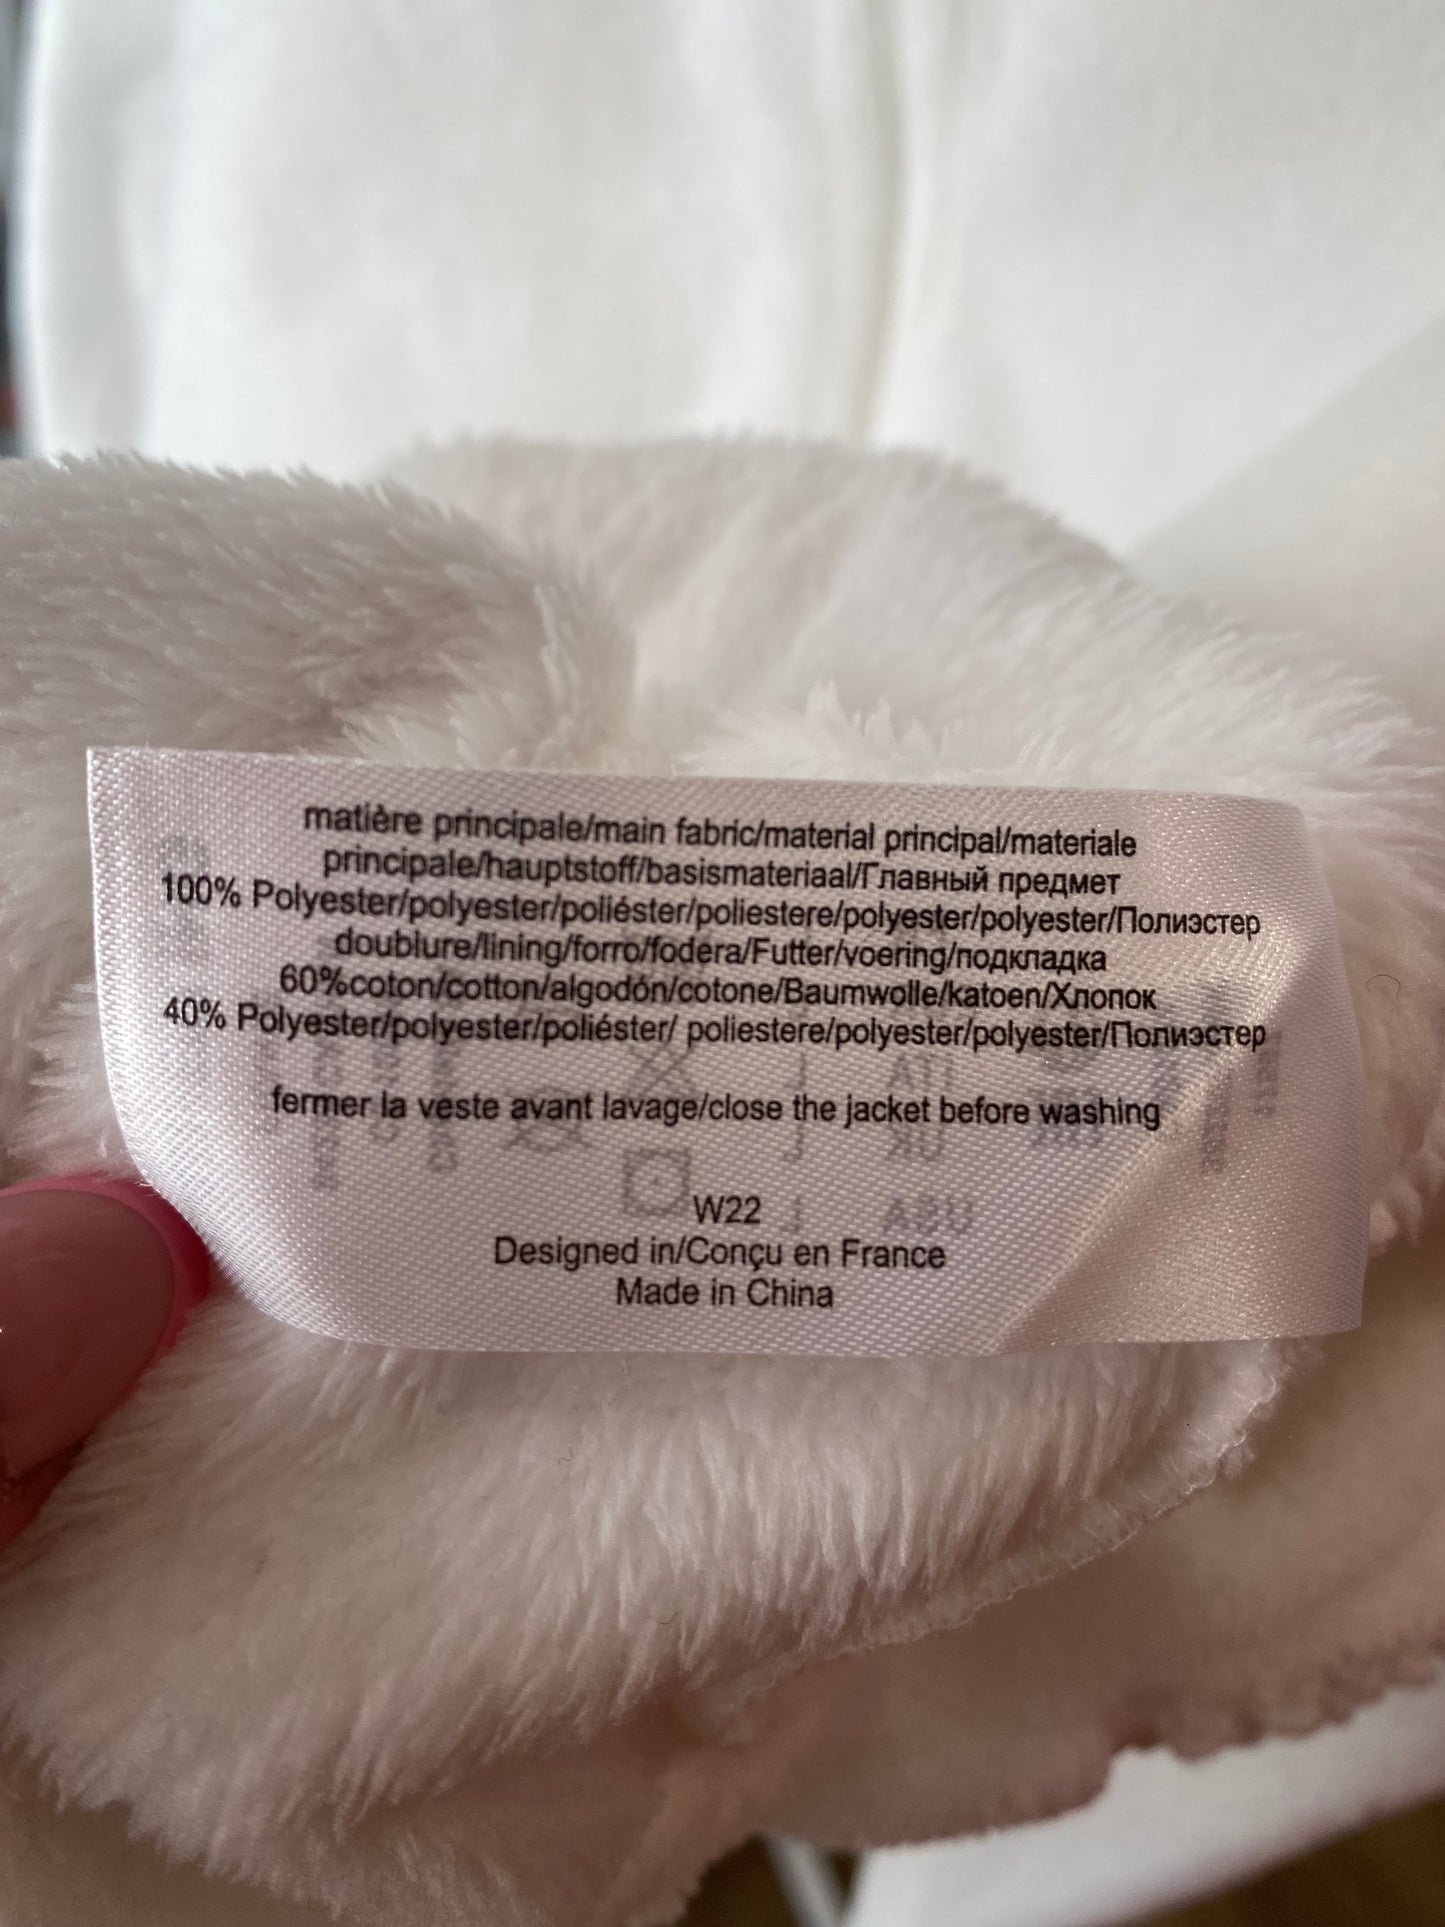 matière principale/main fabric/material principal/materiale
principale/hauptstoff/basismateriaal/Главный предмет
100% Polyester/polyester/poliéster/poliestere/polyester/polyester/Полиэстер
doublure/lining/forro/fodera/Futter/voering/подкладка
60%coton/cotton/algodón/cotone/Baumwolle/katoen/Хлопок
40% Polyester/polyester/poliéster/ poliestere/polyester/polyester/Полиэстер
fermer la veste avant lavage/close the jacket before washing
W22
Designed in/Conçu en France
Made in China